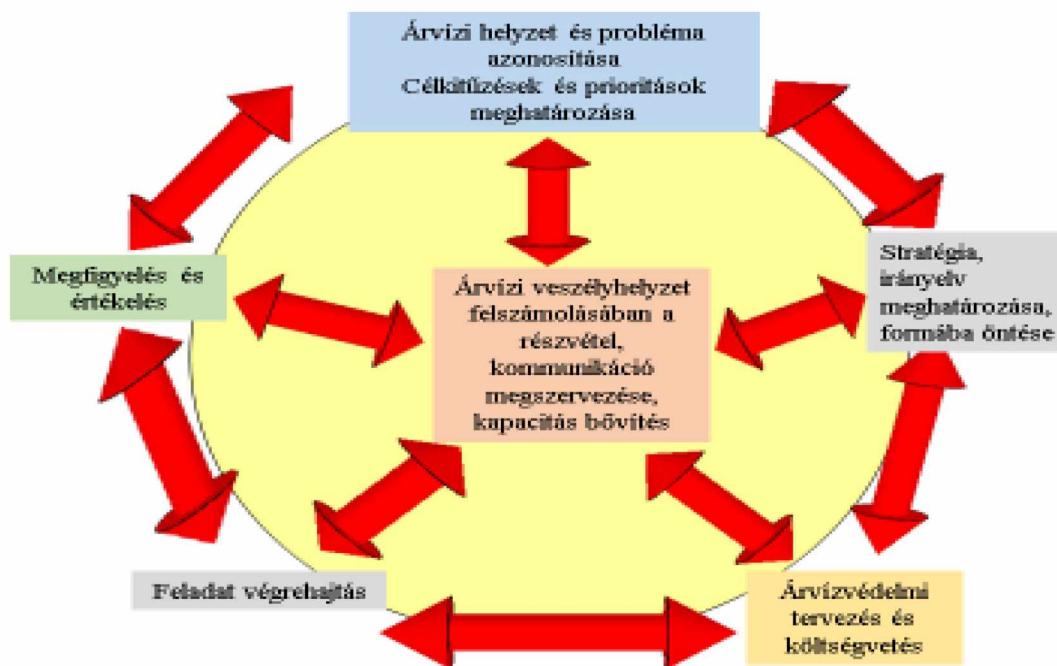 Árvízi helyzet és probléma
azonosítása
Célkitűzések és prioritások
meghatározása
Megfigyelés és
értékelés
Árvízi veszélyhelyzet
felszámolásában a
részvétel,
kommunikáció
megszervezése,
kapacitás bővítés
Stratégia,
irányelv
meghatározása,
formába öntése
Feladat végrehajtás
Árvízvédelmi
tervezés és
költségvetés